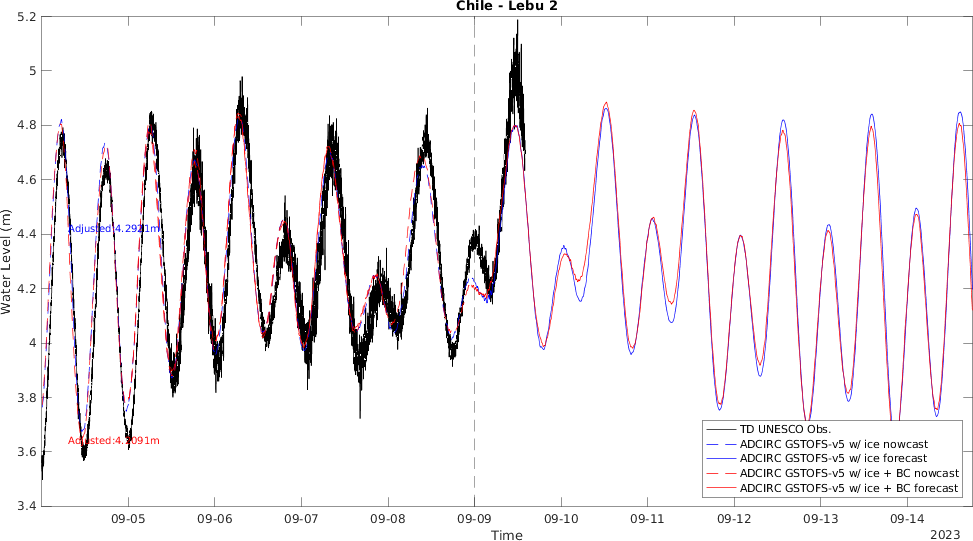 Chile - Lebu 2
5.2
5
4.8
4.6
4.4
4.2
4
3.8
3.6
3.4
Water Level (m)
Adjusted:4.2921m
Adjusted:4.2091m
TD UNESCO Obs.
ADCIRC GSTOFS-v5 w/ ice nowcast
ADCIRC GSTOFS-v5 w/ ice forecast
ADCIRC GSTOFS-v5 w/ ice + BC nowcast
ADCIRC GSTOFS-v5 w/ ice + BC forecast
09-05 09-06 09-07 09-08 09-09 09-10 09-11 09-12 09-13 09-14
Time
2023